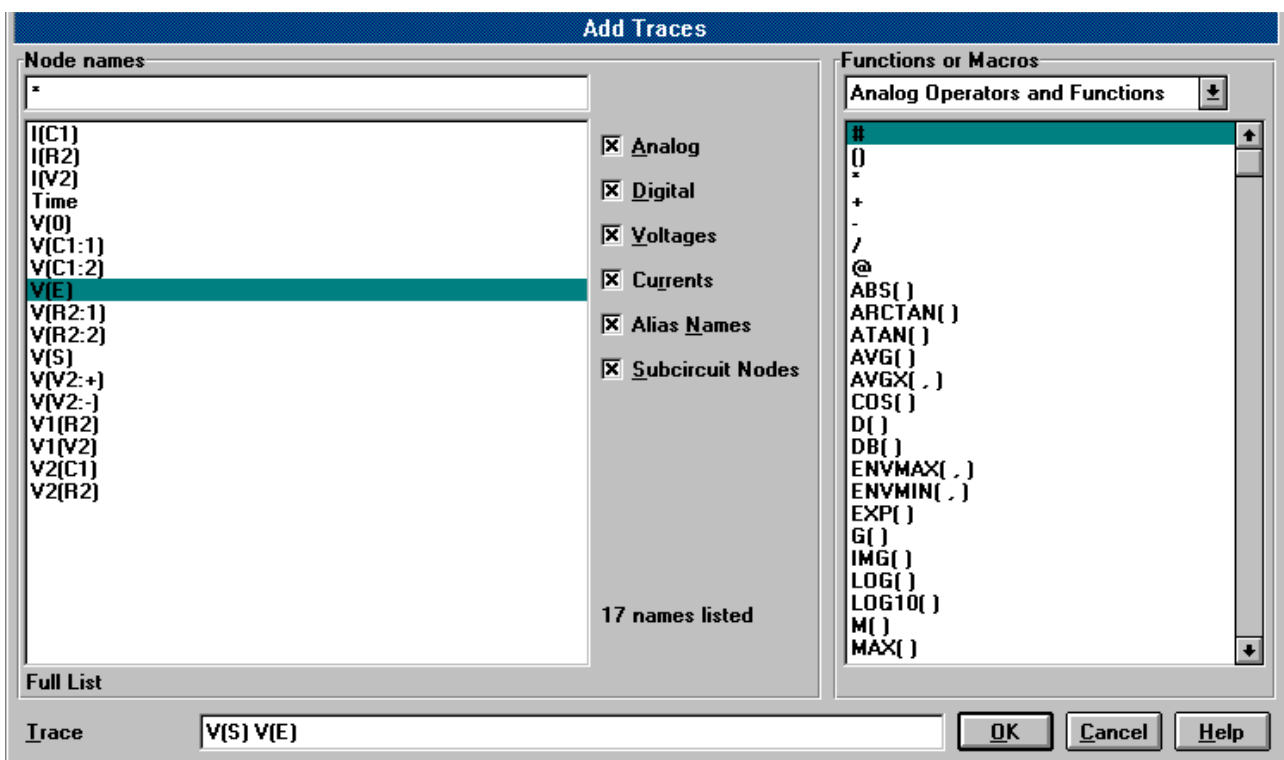 Add Traces
Node names
*
I(C1)
I(R2)
I(V2)
Time
V(0)
V(C1:1)
V(C1:2)
V(E)
V(R2:1)
V(R2:2)
V(S)
V(V2:+)
V(V2:-)
V1(R2)
V1(V2)
V2(C1)
V2(R2)
Full List
Analog
Digital
Voltages
Currents
Alias Names
Subcircuit Nodes
17 names listed
Functions or Macros
Analog Operators and Functions
#
()
*
+
-
/
@
ABS( )
ARCTAN( )
ATAN( )
AVG( )
AVGX( , )
COS( )
D( )
DB( )
ENVMAX( , )
ENVMIN( , )
EXP( )
G( )
IMG( )
LOG( )
LOG10( )
M( )
MAX( )
Trace
V(S) V(E)
OK
Cancel
Help